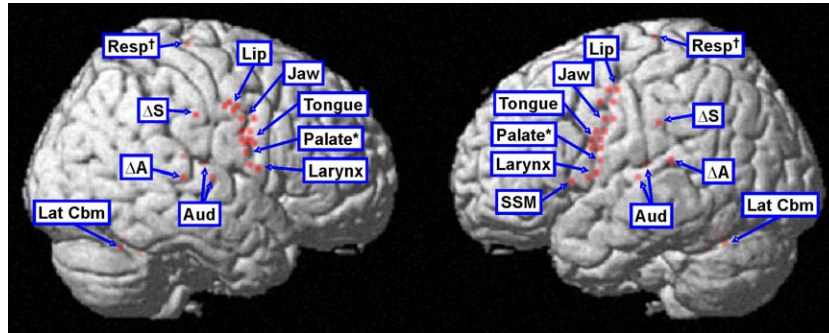 Resp†
Lip
Jaw
Tongue
Palate*
Larynx
ΔS
ΔA
Aud
Lat Cbm
Lip
Resp†
Jaw
Tongue
Palate*
Larynx
SSM
ΔS
ΔA
Aud
Lat Cbm